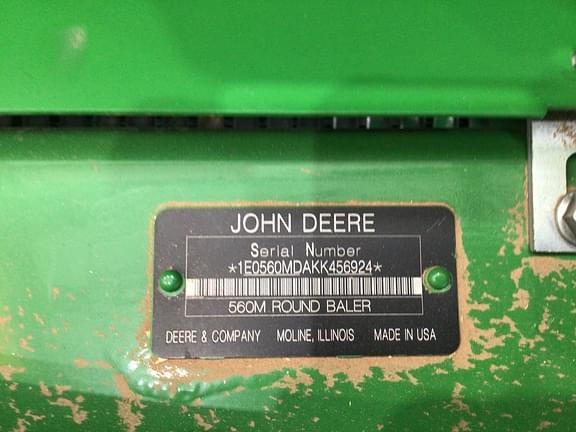 JOHN DEERE
Serial Number
*1E0560MDAKK456924*
560M ROUND BALER
DEERE & COMPANY MOLINE, ILLINOIS MADE IN USA